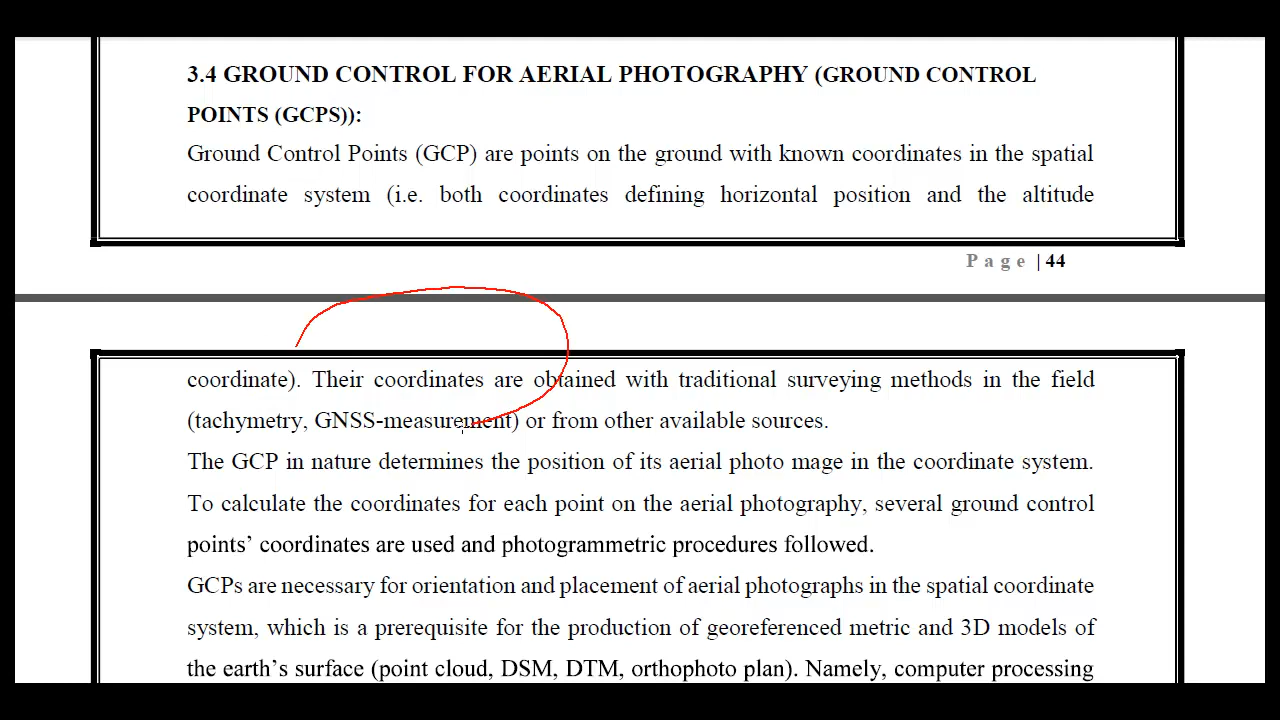 3.4 GROUND CONTROL FOR AERIAL PHOTOGRAPHY (GROUND CONTROL
POINTS (GCPS)):
Ground Control Points (GCP) are points on the ground with known coordinates in the spatial
coordinate system (i.e. both coordinates defining horizontal position and the altitude
Page | 44
coordinate). Their coordinates are obtained with traditional surveying methods in the field
(tachymetry, GNSS-measurement) or from other available sources.
The GCP in nature determines the position of its aerial photo mage in the coordinate system.
To calculate the coordinates for each point on the aerial photography, several ground control
points’ coordinates are used and photogrammetric procedures followed.
GCPs are necessary for orientation and placement of aerial photographs in the spatial coordinate
system, which is a prerequisite for the production of georeferenced metric and 3D models of
the earth’s surface (point cloud, DSM, DTM, orthophoto plan). Namely, computer processing